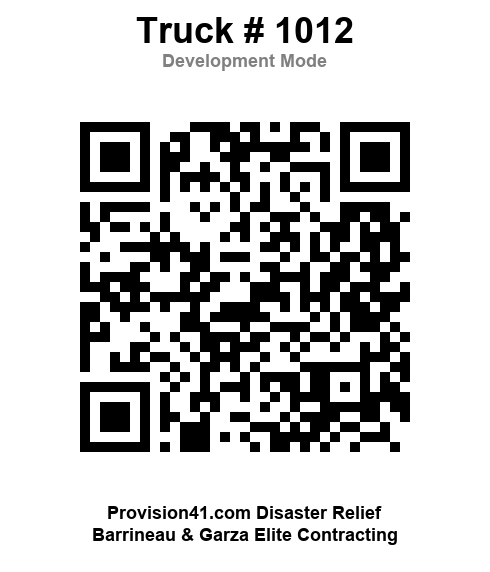 Truck # 1012
Development Mode
Provision41.com Disaster Relief
Barrineau & Garza Elite Contracting